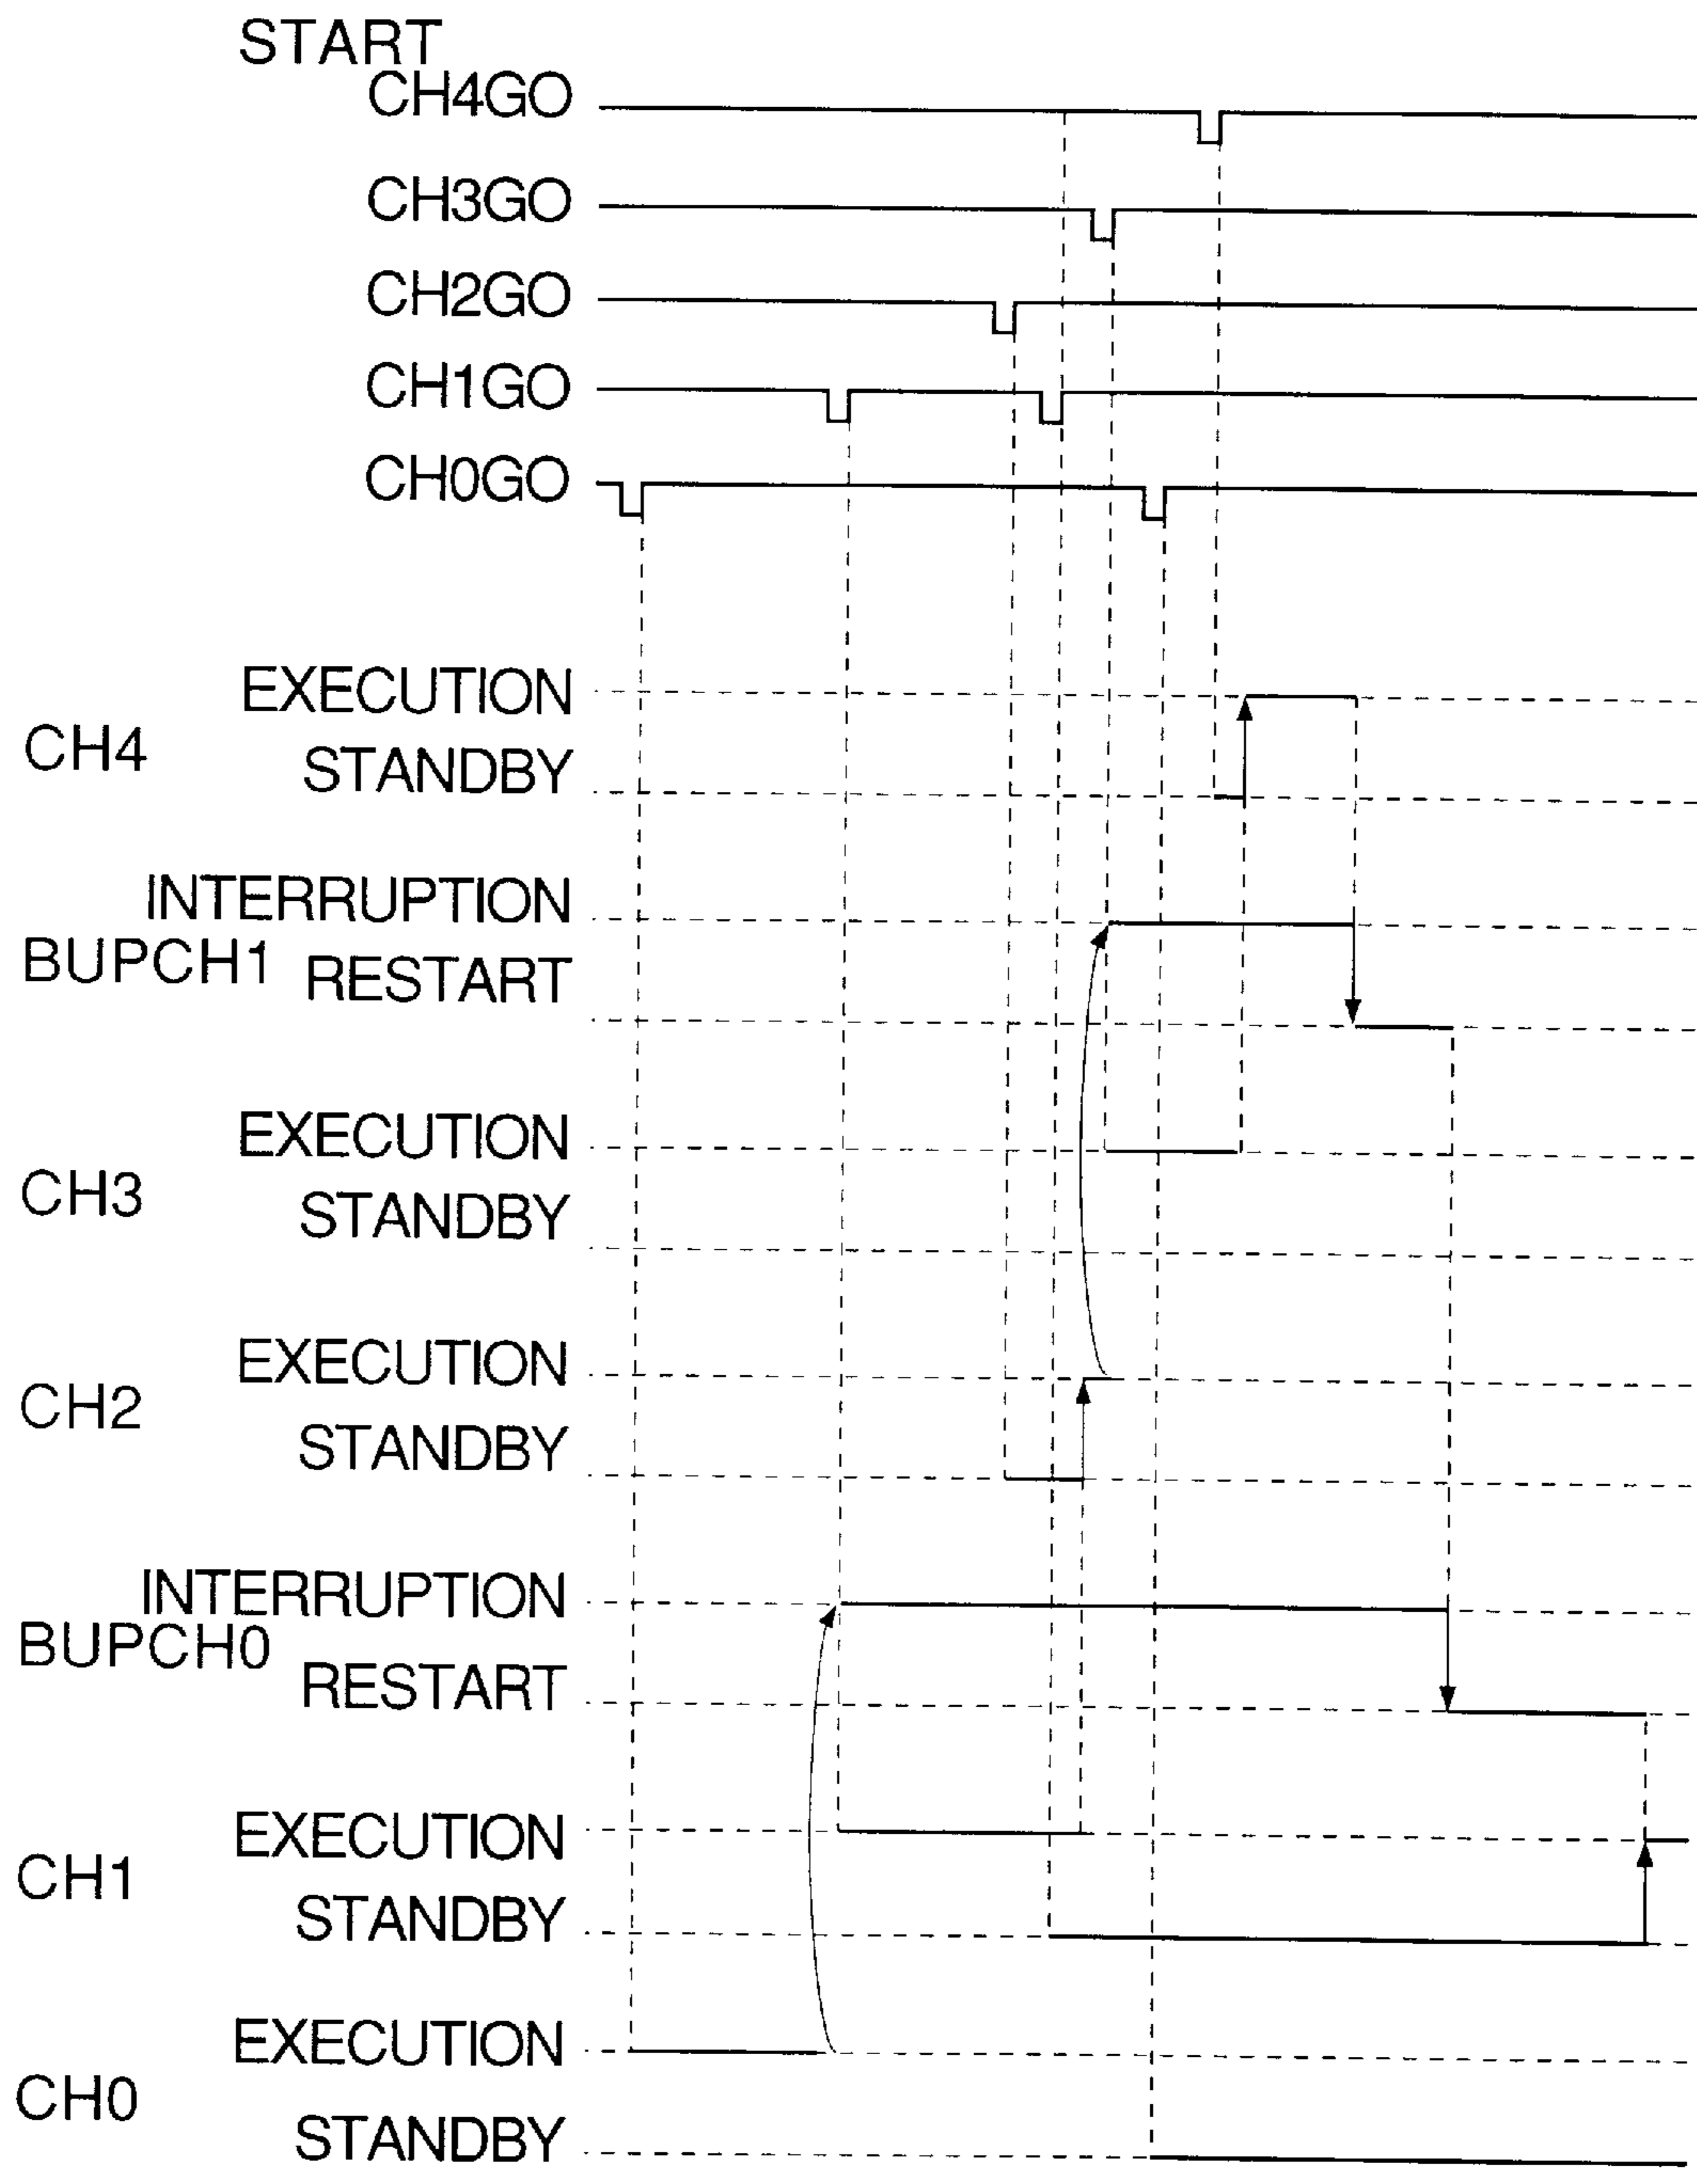 START
CH4GO
CH3GO
CH2GO
CH1GO
CH0GO
EXECUTION
CH4
STANDBY
INTERRUPTION
BUPCH1
RESTART
EXECUTION
CH3
STANDBY
EXECUTION
CH2
STANDBY
INTERRUPTION
BUPCH0
RESTART
EXECUTION
CH1
STANDBY
EXECUTION
CH0
STANDBY